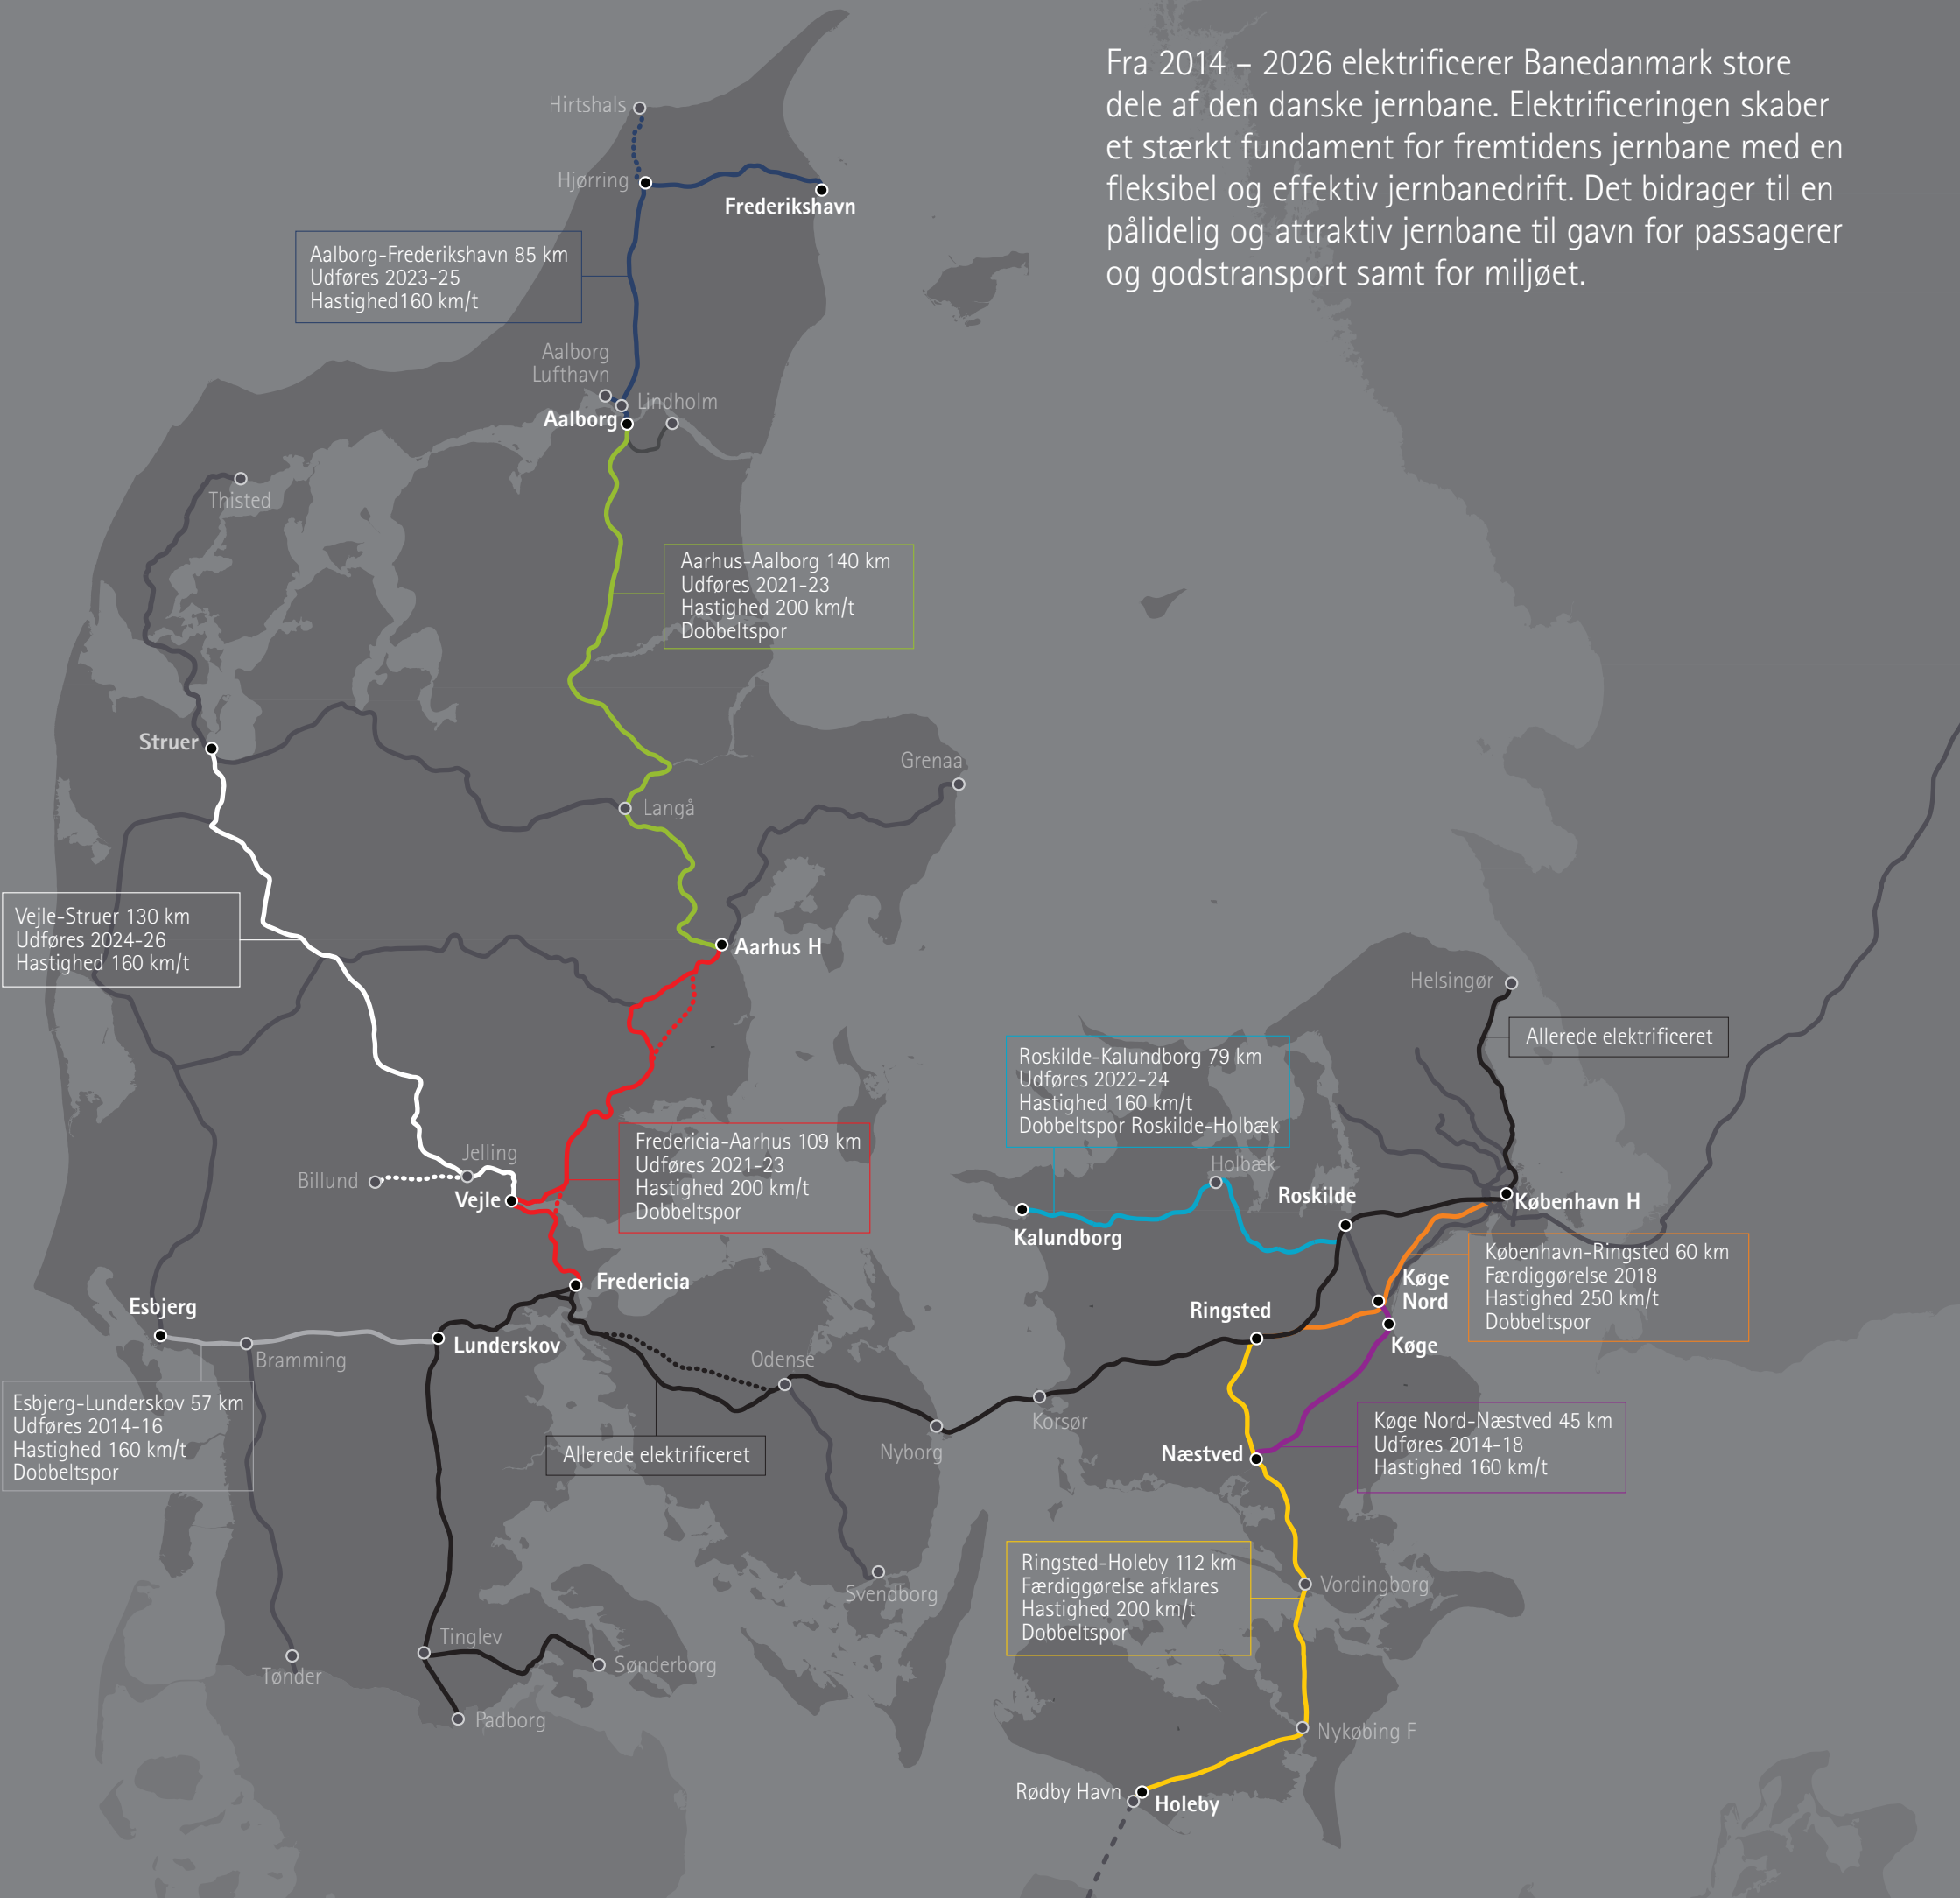 Fra 2014 – 2026 elektrificerer Banedanmark store
dele af den danske jernbane. Elektrificeringen skaber
et stærkt fundament for fremtidens jernbane med en
fleksibel og effektiv jernbanedrift. Det bidrager til en
pålidelig og attraktiv jernbane til gavn for passagerer
og godstransport samt for miljøet.
Hirtshals
Hjørring
Frederikshavn
Aalborg-Frederikshavn 85 km
Udføres 2023-25
Hastighed160 km/t
Aalborg
Lufthavn
Lindholm
Aalborg
Thisted
Aarhus-Aalborg 140 km
Udføres 2021-23
Hastighed 200 km/t
Dobbeltspor
Struer
Grenaa
Langå
Vejle-Struer 130 km
Udføres 2024-26
Hastighed 160 km/t
Aarhus H
Helsingør
Allerede elektrificeret
Roskilde-Kalundborg 79 km
Udføres 2022-24
Hastighed 160 km/t
Dobbeltspor Roskilde-Holbæk
Fredericia-Aarhus 109 km
Udføres 2021-23
Hastighed 200 km/t
Dobbeltspor
Jelling
Billund
Vejle
Holbæk
Roskilde
København H
Kalundborg
København-Ringsted 60 km
Færdiggørelse 2018
Hastighed 250 km/t
Dobbeltspor
Fredericia
Køge
Nord
Esbjerg
Ringsted
Lunderskov
Køge
Bramming
Odense
Esbjerg-Lunderskov 57 km
Udføres 2014-16
Hastighed 160 km/t
Dobbeltspor
Korsør
Køge Nord-Næstved 45 km
Udføres 2014-18
Hastighed 160 km/t
Allerede elektrificeret
Nyborg
Næstved
Ringsted-Holeby 112 km
Færdiggørelse afklares
Hastighed 200 km/t
Dobbeltspor
Vordingborg
Svendborg
Tinglev
Sønderborg
Tønder
Padborg
Nykøbing F
Rødby Havn
Holeby